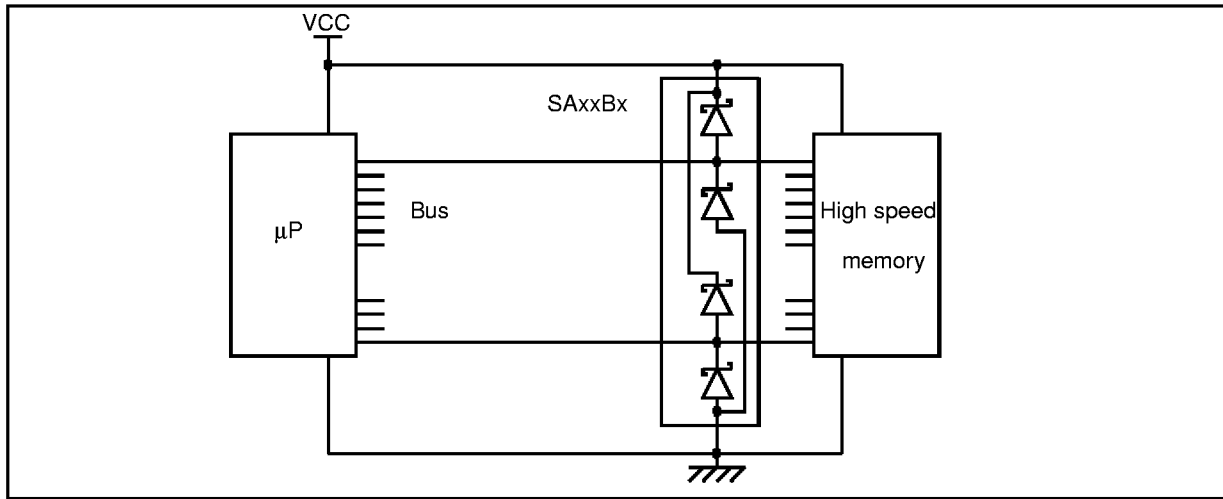 VCC
SAxxBx
μP
Bus
High speed
memory